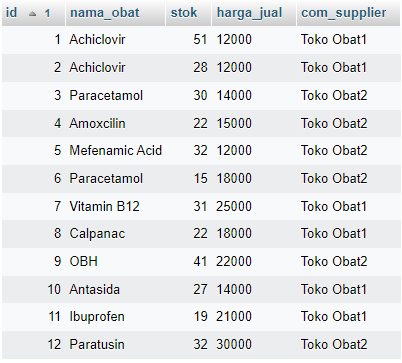 id 1 nama_obat stok harga_jual com_supplier
1 Achiclovir 51 12000 Toko Obat1
2 Achiclovir 28 12000 Toko Obat1
3 Paracetamol 30 14000 Toko Obat2
4 Amoxcilin 22 15000 Toko Obat2
5 Mefenamic Acid 32 12000 Toko Obat2
6 Paracetamol 15 18000 Toko Obat2
7 Vitamin B12 31 25000 Toko Obat1
8 Calpanac 22 18000 Toko Obat1
9 OBH 41 22000 Toko Obat2
10 Antasida 27 14000 Toko Obat1
11 Ibuprofen 19 21000 Toko Obat1
12 Paratusin 32 30000 Toko Obat2